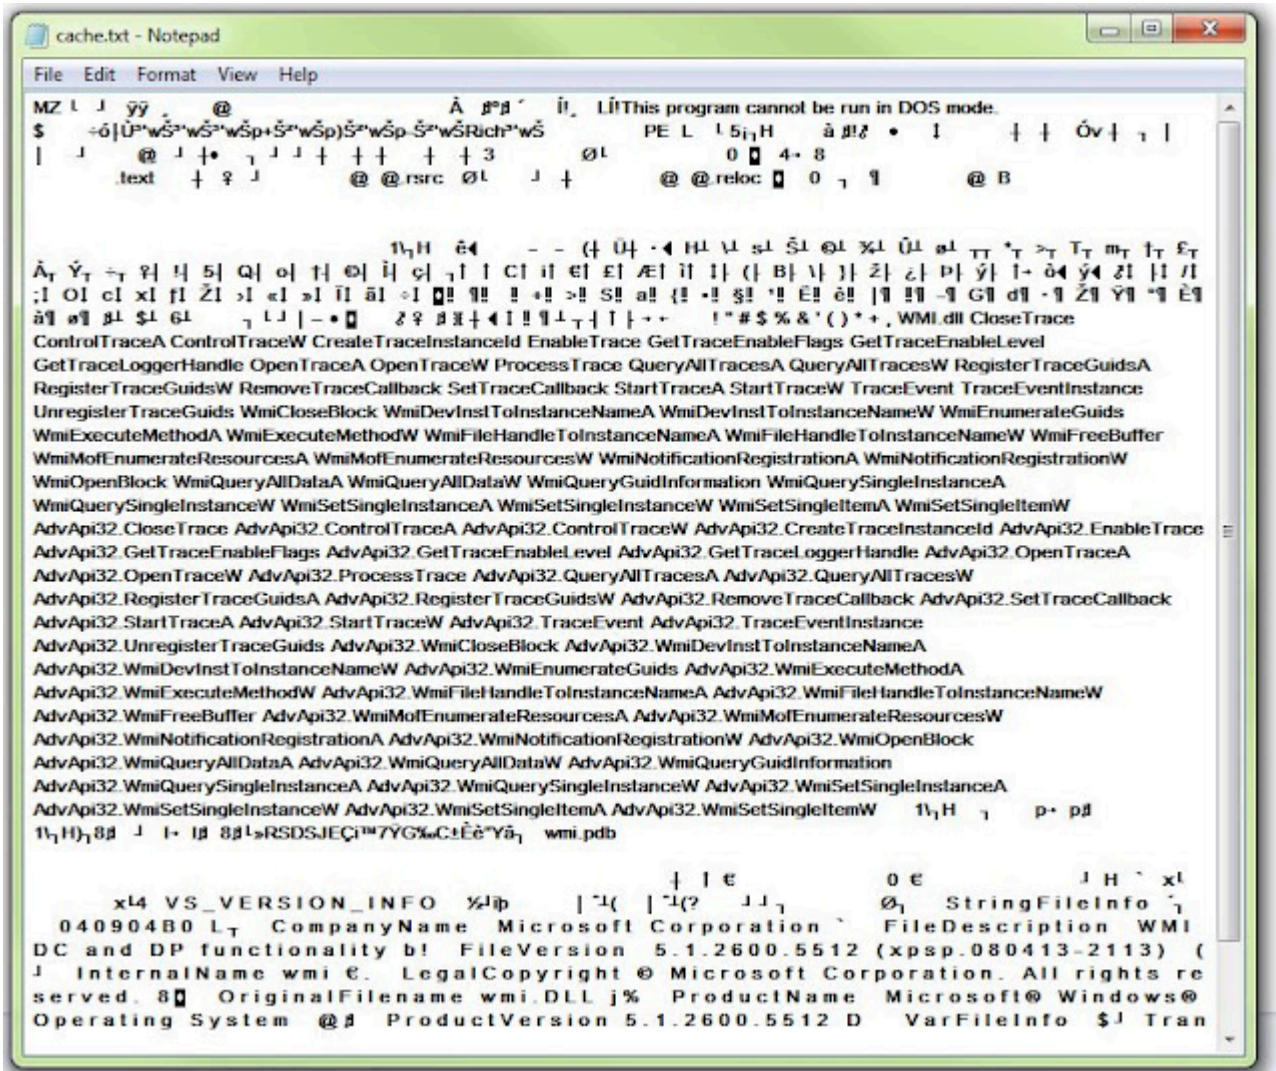 cache.txt - Notepad
File Edit Format View Help
MZ ÿÿ @ À Í! LÍ!This program cannot be run in DOS mode.
$ PE L
@ 3 0 4 8
.text @ @.rsrc @ @.reloc 0 @ B
! " # $ % & ' ( ) * + , WMI.dll CloseTrace
ControlTraceA ControlTraceW CreateTraceInstanceId EnableTrace GetTraceEnableFlags GetTraceEnableLevel
GetTraceLoggerHandle OpenTraceA OpenTraceW ProcessTrace QueryAllTracesA QueryAllTracesW RegisterTraceGuidsA
RegisterTraceGuidsW RemoveTraceCallback SetTraceCallback StartTraceA StartTraceW TraceEvent TraceEventInstance
UnregisterTraceGuids WmiCloseBlock WmiDevInstToInstanceNameA WmiDevInstToInstanceNameW WmiEnumerateGuids
WmiExecuteMethodA WmiExecuteMethodW WmiFileHandleToInstanceNameA WmiFileHandleToInstanceNameW WmiFreeBuffer
WmiMofEnumerateResourcesA WmiMofEnumerateResourcesW WmiNotificationRegistrationA WmiNotificationRegistrationW
WmiOpenBlock WmiQueryAllDataA WmiQueryAllDataW WmiQueryGuidInformation WmiQuerySingleInstanceA
WmiQuerySingleInstanceW WmiSetSingleInstanceA WmiSetSingleInstanceW WmiSetSingleItemA WmiSetSingleItemW
AdvApi32.CloseTrace AdvApi32.ControlTraceA AdvApi32.ControlTraceW AdvApi32.CreateTraceInstanceId AdvApi32.EnableTrace
AdvApi32.GetTraceEnableFlags AdvApi32.GetTraceEnableLevel AdvApi32.GetTraceLoggerHandle AdvApi32.OpenTraceA
AdvApi32.OpenTraceW AdvApi32.ProcessTrace AdvApi32.QueryAllTracesA AdvApi32.QueryAllTracesW
AdvApi32.RegisterTraceGuidsA AdvApi32.RegisterTraceGuidsW AdvApi32.RemoveTraceCallback AdvApi32.SetTraceCallback
AdvApi32.StartTraceA AdvApi32.StartTraceW AdvApi32.TraceEvent AdvApi32.TraceEventInstance
AdvApi32.UnregisterTraceGuids AdvApi32.WmiCloseBlock AdvApi32.WmiDevInstToInstanceNameA
AdvApi32.WmiDevInstToInstanceNameW AdvApi32.WmiEnumerateGuids AdvApi32.WmiExecuteMethodA
AdvApi32.WmiExecuteMethodW AdvApi32.WmiFileHandleToInstanceNameA AdvApi32.WmiFileHandleToInstanceNameW
AdvApi32.WmiFreeBuffer AdvApi32.WmiMofEnumerateResourcesA AdvApi32.WmiMofEnumerateResourcesW
AdvApi32.WmiNotificationRegistrationA AdvApi32.WmiNotificationRegistrationW AdvApi32.WmiOpenBlock
AdvApi32.WmiQueryAllDataA AdvApi32.WmiQueryAllDataW AdvApi32.WmiQueryGuidInformation
AdvApi32.WmiQuerySingleInstanceA AdvApi32.WmiQuerySingleInstanceW AdvApi32.WmiSetSingleInstanceA
AdvApi32.WmiSetSingleInstanceW AdvApi32.WmiSetSingleItemA AdvApi32.WmiSetSingleItemW
wmi.pdb
€ 0 € H ` x
VS_VERSION_INFO StringFileInfo
040904B0 CompanyName Microsoft Corporation ` FileDescription WMI
DC and DP functionality b! FileVersion 5.1.2600.5512 (xpsp.080413-2113) (
InternalName wmi €. LegalCopyright © Microsoft Corporation. All rights re
served. 8 OriginalFilename wmi.DLL j% ProductName Microsoft® Windows®
Operating System @ ProductVersion 5.1.2600.5512 D VarFileInfo $ Tran